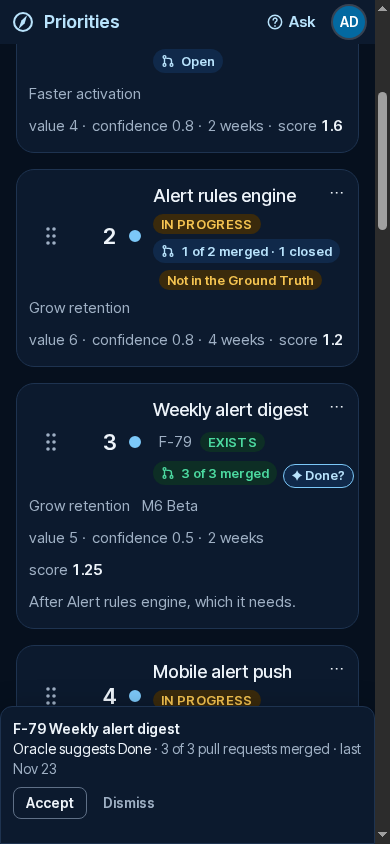 Priorities
Ask
AD
Open
Faster activation
value 4 · confidence 0.8 · 2 weeks · score 1.6
Alert rules engine
...
2
IN PROGRESS
1 of 2 merged · 1 closed
Not in the Ground Truth
Grow retention
value 6 · confidence 0.8 · 4 weeks · score 1.2
Weekly alert digest
...
3
F-79 EXISTS
3 of 3 merged
✦ Done?
Grow retention M6 Beta
value 5 · confidence 0.5 · 2 weeks
score 1.25
After Alert rules engine, which it needs.
Mobile alert push
...
4
IN PROGRESS
F-79 Weekly alert digest
Oracle suggests Done · 3 of 3 pull requests merged · last
Nov 23
Accept
Dismiss